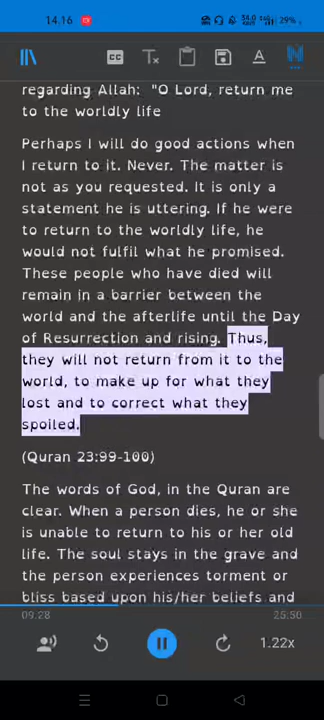 14.16
34.0
29%
CC
regarding Allah: "O Lord, return me
to the worldly life
Perhaps I will do good actions when
I return to it. Never. The matter is
not as you requested. It is only a
statement he is uttering. If he were
to return to the worldly life, he
would not fulfil what he promised.
These people who have died will
remain in a barrier between the
world and the afterlife until the Day
of Resurrection and rising. Thus,
they will not return from it to the
world, to make up for what they
lost and to correct what they
spoiled.
(Quran 23:99-100)
The words of God, in the Quran are
clear. When a person dies, he or she
is unable to return to his or her old
life. The soul stays in the grave and
the person experiences torment or
bliss based upon his/her beliefs and
09:28
25:50
1.22x